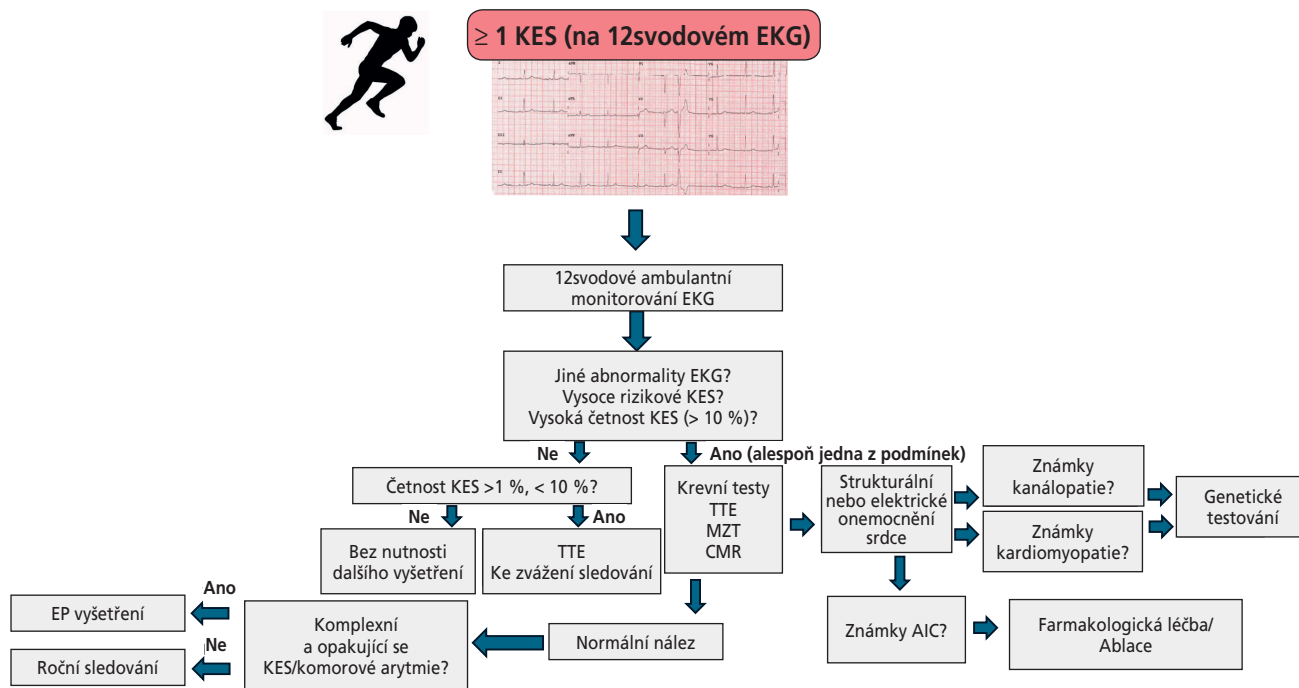 ≥ 1 KES (na 12svodovém EKG)
12svodové ambulantní
monitorování EKG
Jiné abnormality EKG?
Vysoce rizikové KES?
Vysoká četnost KES (> 10 %)?
Ne
Ano (alespoň jedna z podmínek)
Četnost KES >1 %, < 10 %?
Ne
Ano
Bez nutnosti
dalšího vyšetření
TTE
Ke zvážení sledování
Krevní testy
TTE
MZT
CMR
Strukturální
nebo elektrické
onemocnění
srdce
Známky
kanálopatie?
Známky
kardiomyopatie?
Genetické
testování
Známky AIC?
Farmakologická léčba/
Ablace
Normální nález
Komplexní
a opakující se
KES/komorové arytmie?
Ano
EP vyšetření
Ne
Roční sledování